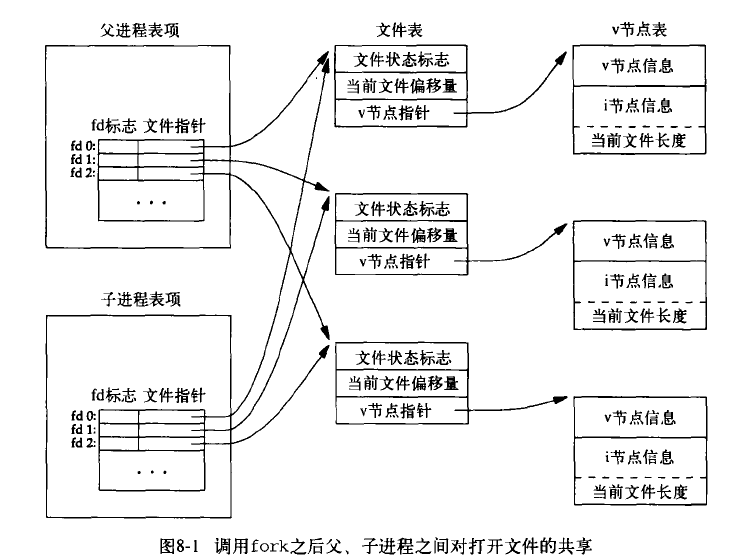 父进程表项
fd标志 文件指针
fd 0:
fd 1:
fd 2:
···
子进程表项
fd标志 文件指针
fd 0:
fd 1:
fd 2:
···
文件表
文件状态标志
当前文件偏移量
v节点指针
文件状态标志
当前文件偏移量
v节点指针
文件状态标志
当前文件偏移量
v节点指针
v节点表
v节点信息
i节点信息
当前文件长度
v节点信息
i节点信息
当前文件长度
v节点信息
i节点信息
当前文件长度
图8-1 调用fork之后父、子进程之间对打开文件的共享